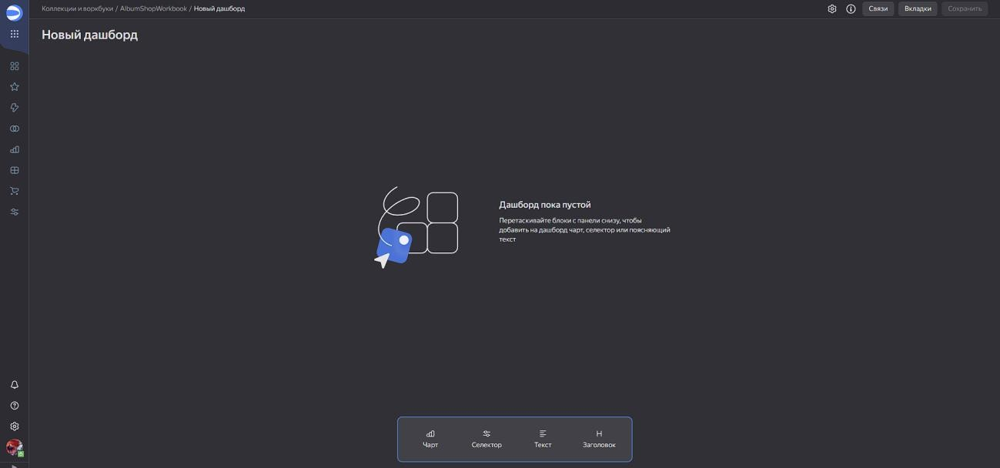 Коллекции и воркбуки / AlbumShopWorkbook / Новый дашборд
Связи
Вкладки
Сохранить
Новый дашборд
Дашборд пока пустой
Перетаскивайте блоки с панели снизу, чтобы
добавить на дашборд чарт, селектор или поясняющий
текст
Чарт
Селектор
Текст
Заголовок